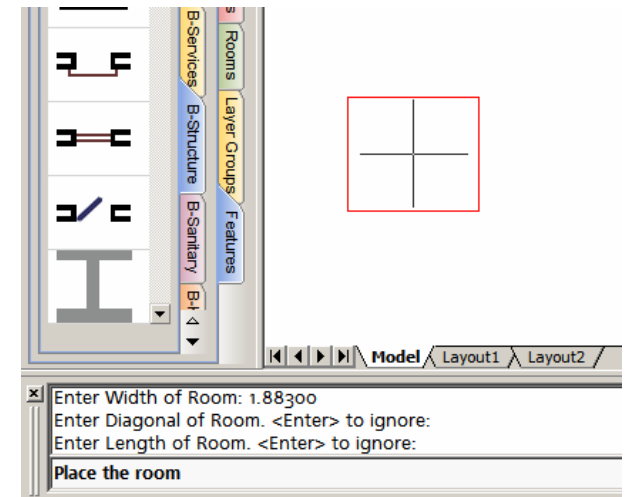 B-Services
B-Structure
B-Sanitary
Rooms
Layer Groups
Features
Model
Layout1
Layout2
Enter Width of Room: 1.88300
Enter Diagonal of Room. <Enter> to ignore:
Enter Length of Room. <Enter> to ignore:
Place the room